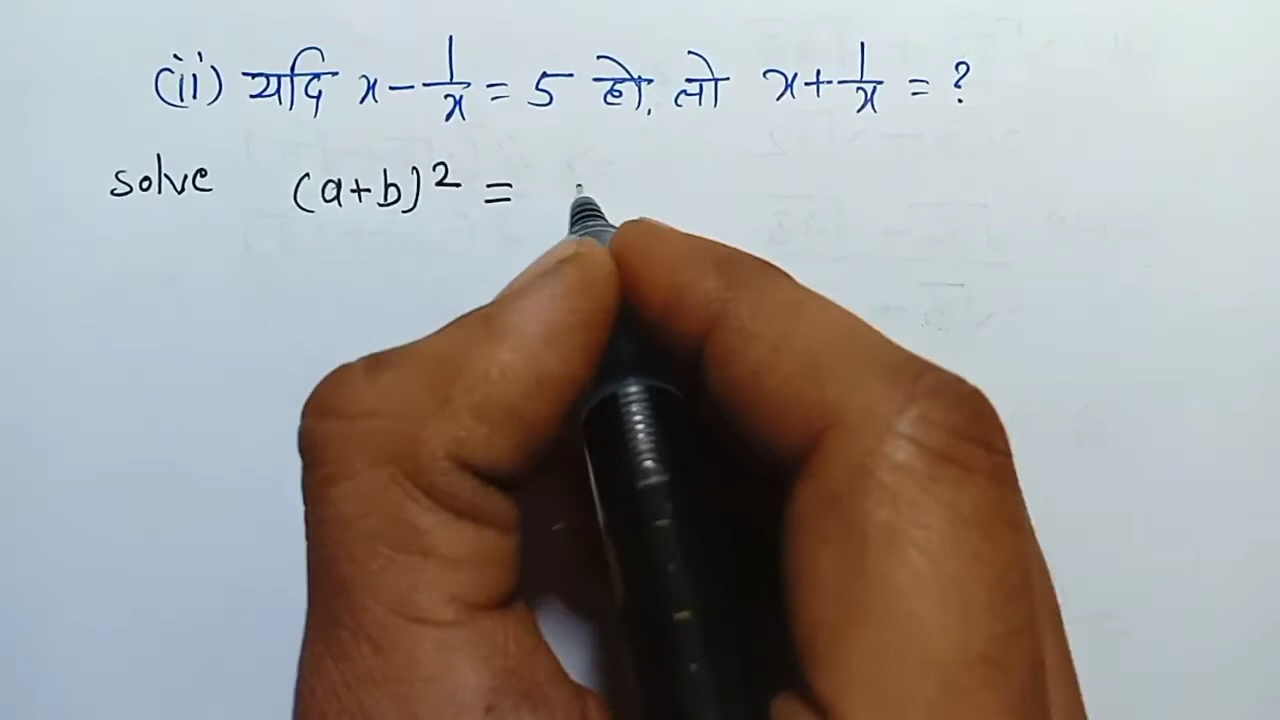 (ii) यदि x - 1/x = 5 हो, तो x + 1/x = ?
solve (a+b)² =